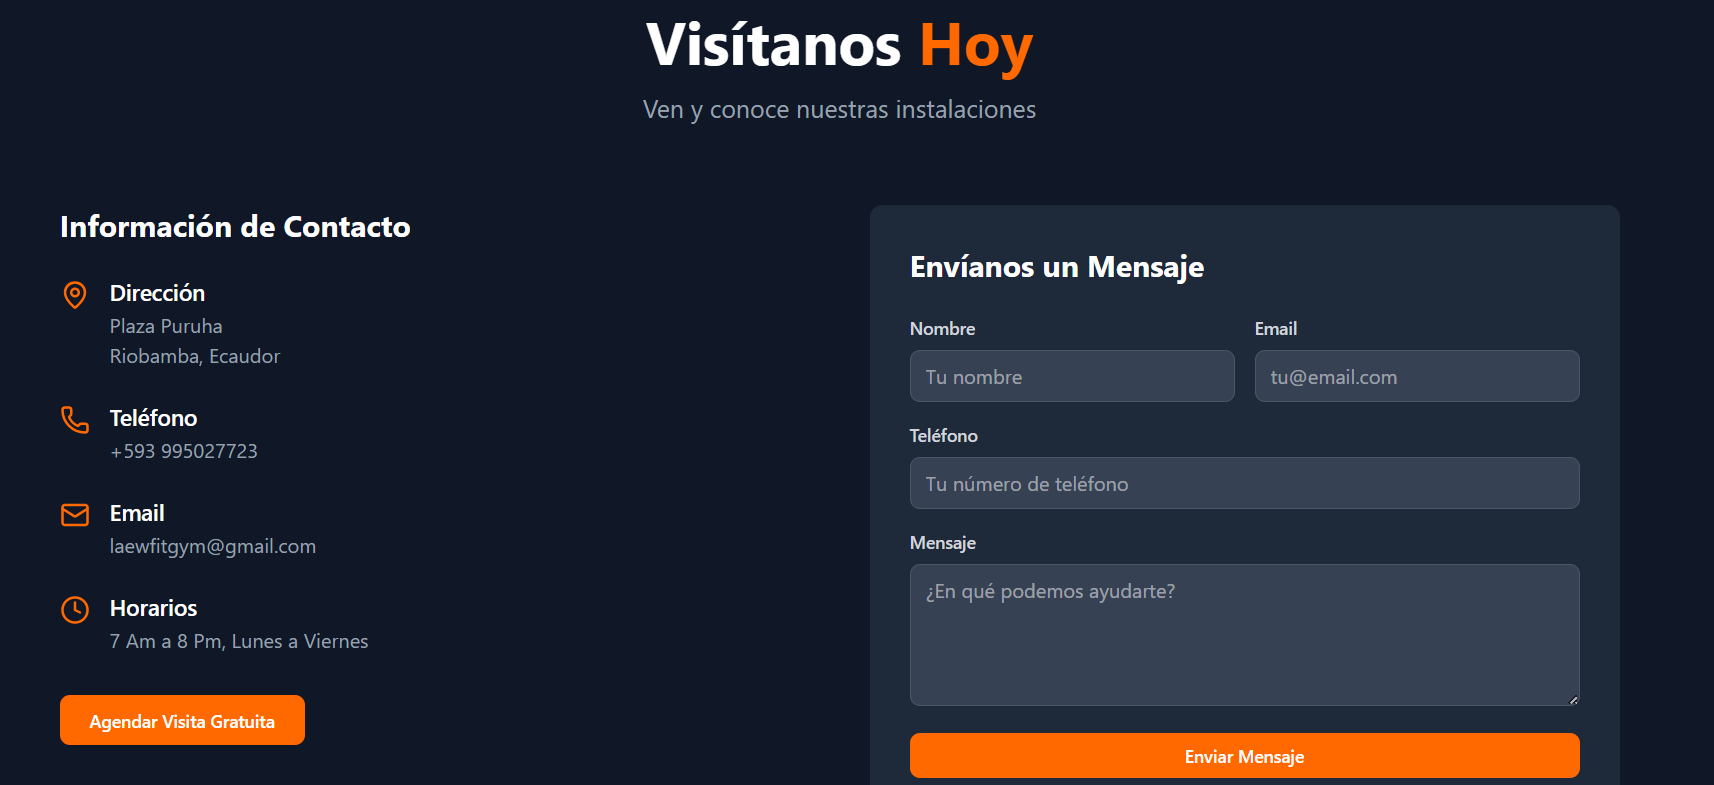 Visítanos Hoy
Ven y conoce nuestras instalaciones
Información de Contacto
Dirección
Plaza Puruha
Riobamba, Ecaudor
Teléfono
+593 995027723
Email
laewfitgym@gmail.com
Horarios
7 Am a 8 Pm, Lunes a Viernes
Agendar Visita Gratuita
Envíanos un Mensaje
Nombre
Email
Tu nombre
tu@email.com
Teléfono
Tu número de teléfono
Mensaje
¿En qué podemos ayudarte?
Enviar Mensaje